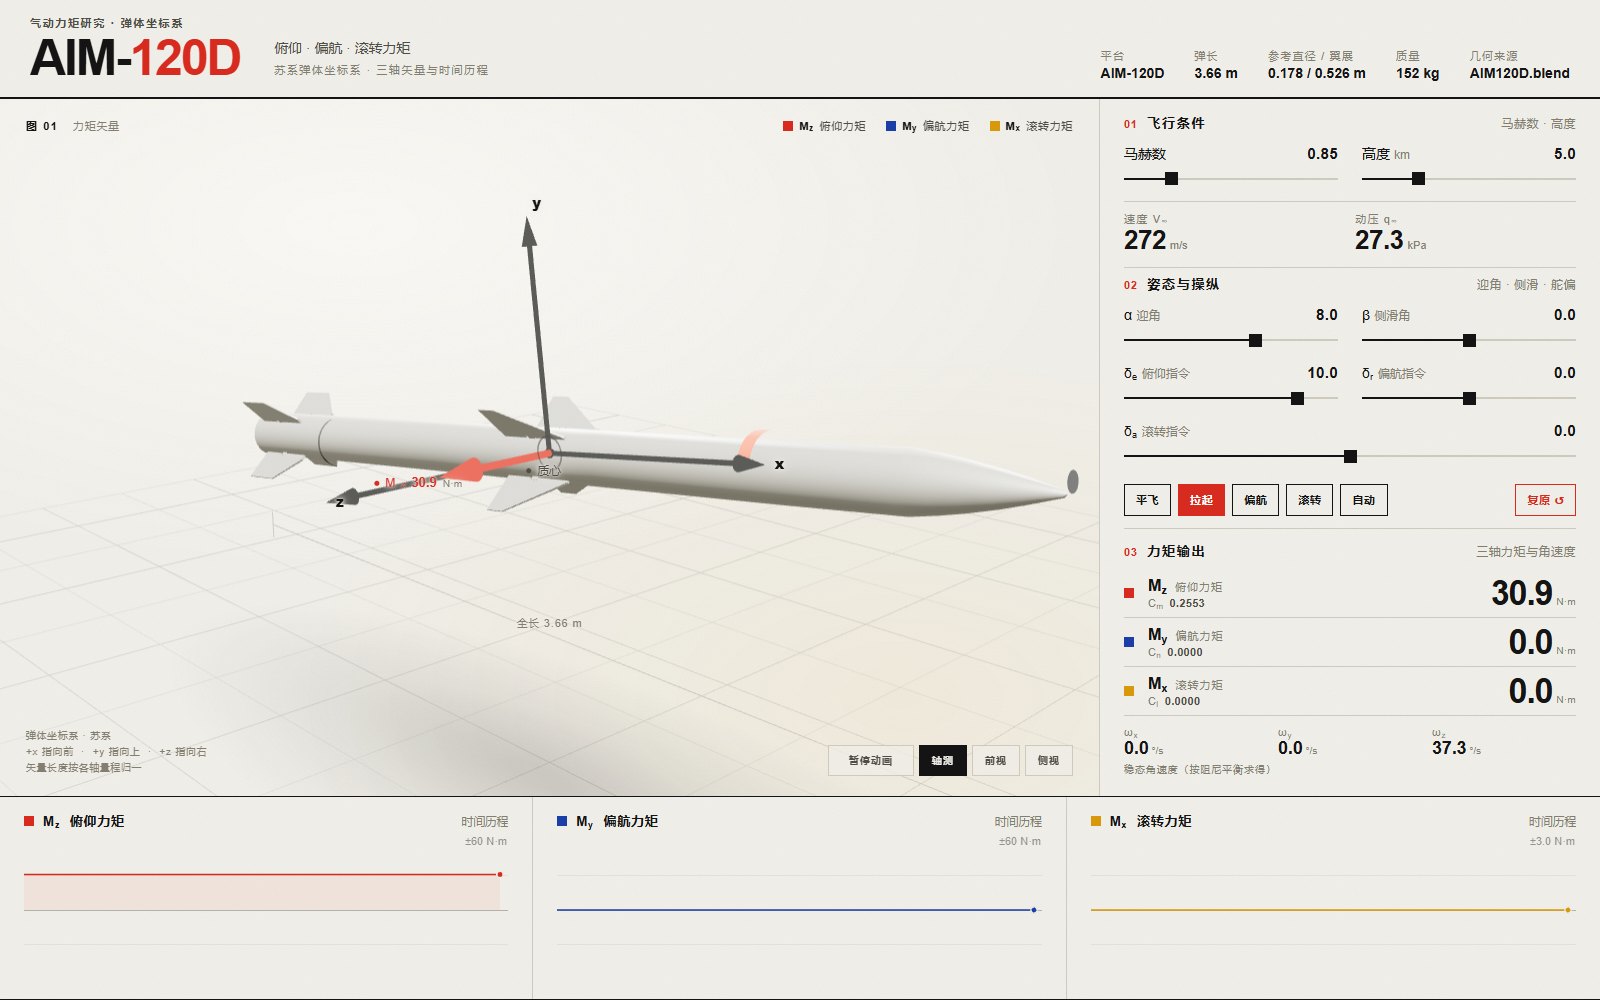 气动力矩研究 · 弹体坐标系
AIM-120D
俯仰 · 偏航 · 滚转力矩
苏系弹体坐标系 · 三轴矢量与时间历程
平台
AIM-120D
弹长
3.66 m
参考直径 / 翼展
0.178 / 0.526 m
质量
152 kg
几何来源
AIM120D.blend
图 01 力矩矢量
Mz 俯仰力矩
My 偏航力矩
Mx 滚转力矩
y
x
z
质心
M 30.9 N·m
全长 3.66 m
弹体坐标系 · 苏系
+x 指向前 · +y 指向上 · +z 指向右
矢量长度按各轴量程归一
暂停动画
轴测
前视
侧视
01 飞行条件
马赫数 · 高度
马赫数 0.85
高度 km 5.0
速度 V∞
272 m/s
动压 q∞
27.3 kPa
02 姿态与操纵
迎角 · 侧滑 · 舵偏
α 迎角 8.0
β 侧滑角 0.0
δe 俯仰指令 10.0
δr 偏航指令 0.0
δa 滚转指令 0.0
平飞
拉起
偏航
滚转
自动
复原 ↺
03 力矩输出
三轴力矩与角速度
Mz 俯仰力矩
Cm 0.2553
30.9 N·m
My 偏航力矩
Cn 0.0000
0.0 N·m
Mx 滚转力矩
Cl 0.0000
0.0 N·m
ωx
0.0 °/s
ωy
0.0 °/s
ωz
37.3 °/s
稳态角速度（按阻尼平衡求得）
Mz 俯仰力矩
时间历程
±60 N·m
My 偏航力矩
时间历程
±60 N·m
Mx 滚转力矩
时间历程
±3.0 N·m